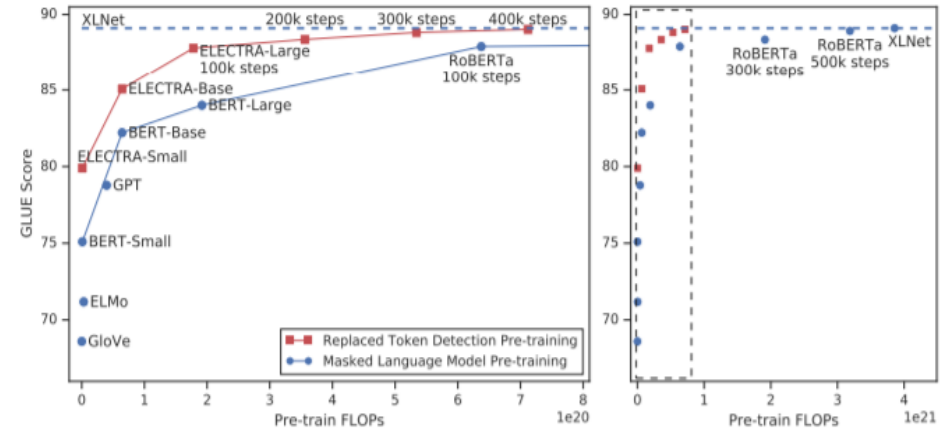 90
85
80
75
70
GLUE Score
XLNet
200k steps
300k steps
400k steps
ELECTRA-Large
100k steps
RoBERTa
100k steps
ELECTRA-Base
BERT-Large
BERT-Base
ELECTRA-Small
GPT
BERT-Small
ELMo
GloVe
Replaced Token Detection Pre-training
Masked Language Model Pre-training
0 1 2 3 4 5 6 7 8
1e20
Pre-train FLOPs
90
85
80
75
70
RoBERTa
300k steps
RoBERTa
500k steps
XLNet
0 1 2 3 4
1e21
Pre-train FLOPs